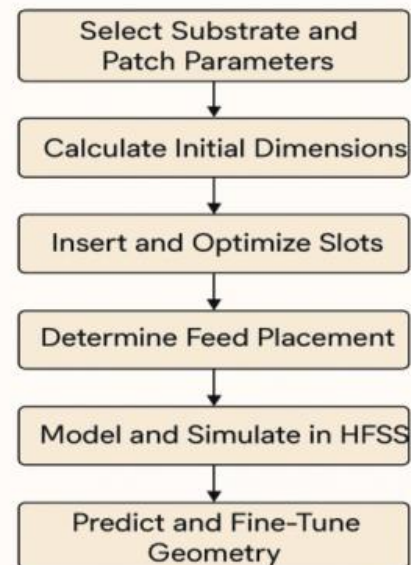 Select Substrate and
Patch Parameters
Calculate Initial Dimensions
Insert and Optimize Slots
Determine Feed Placement
Model and Simulate in HFSS
Predict and Fine-Tune
Geometry